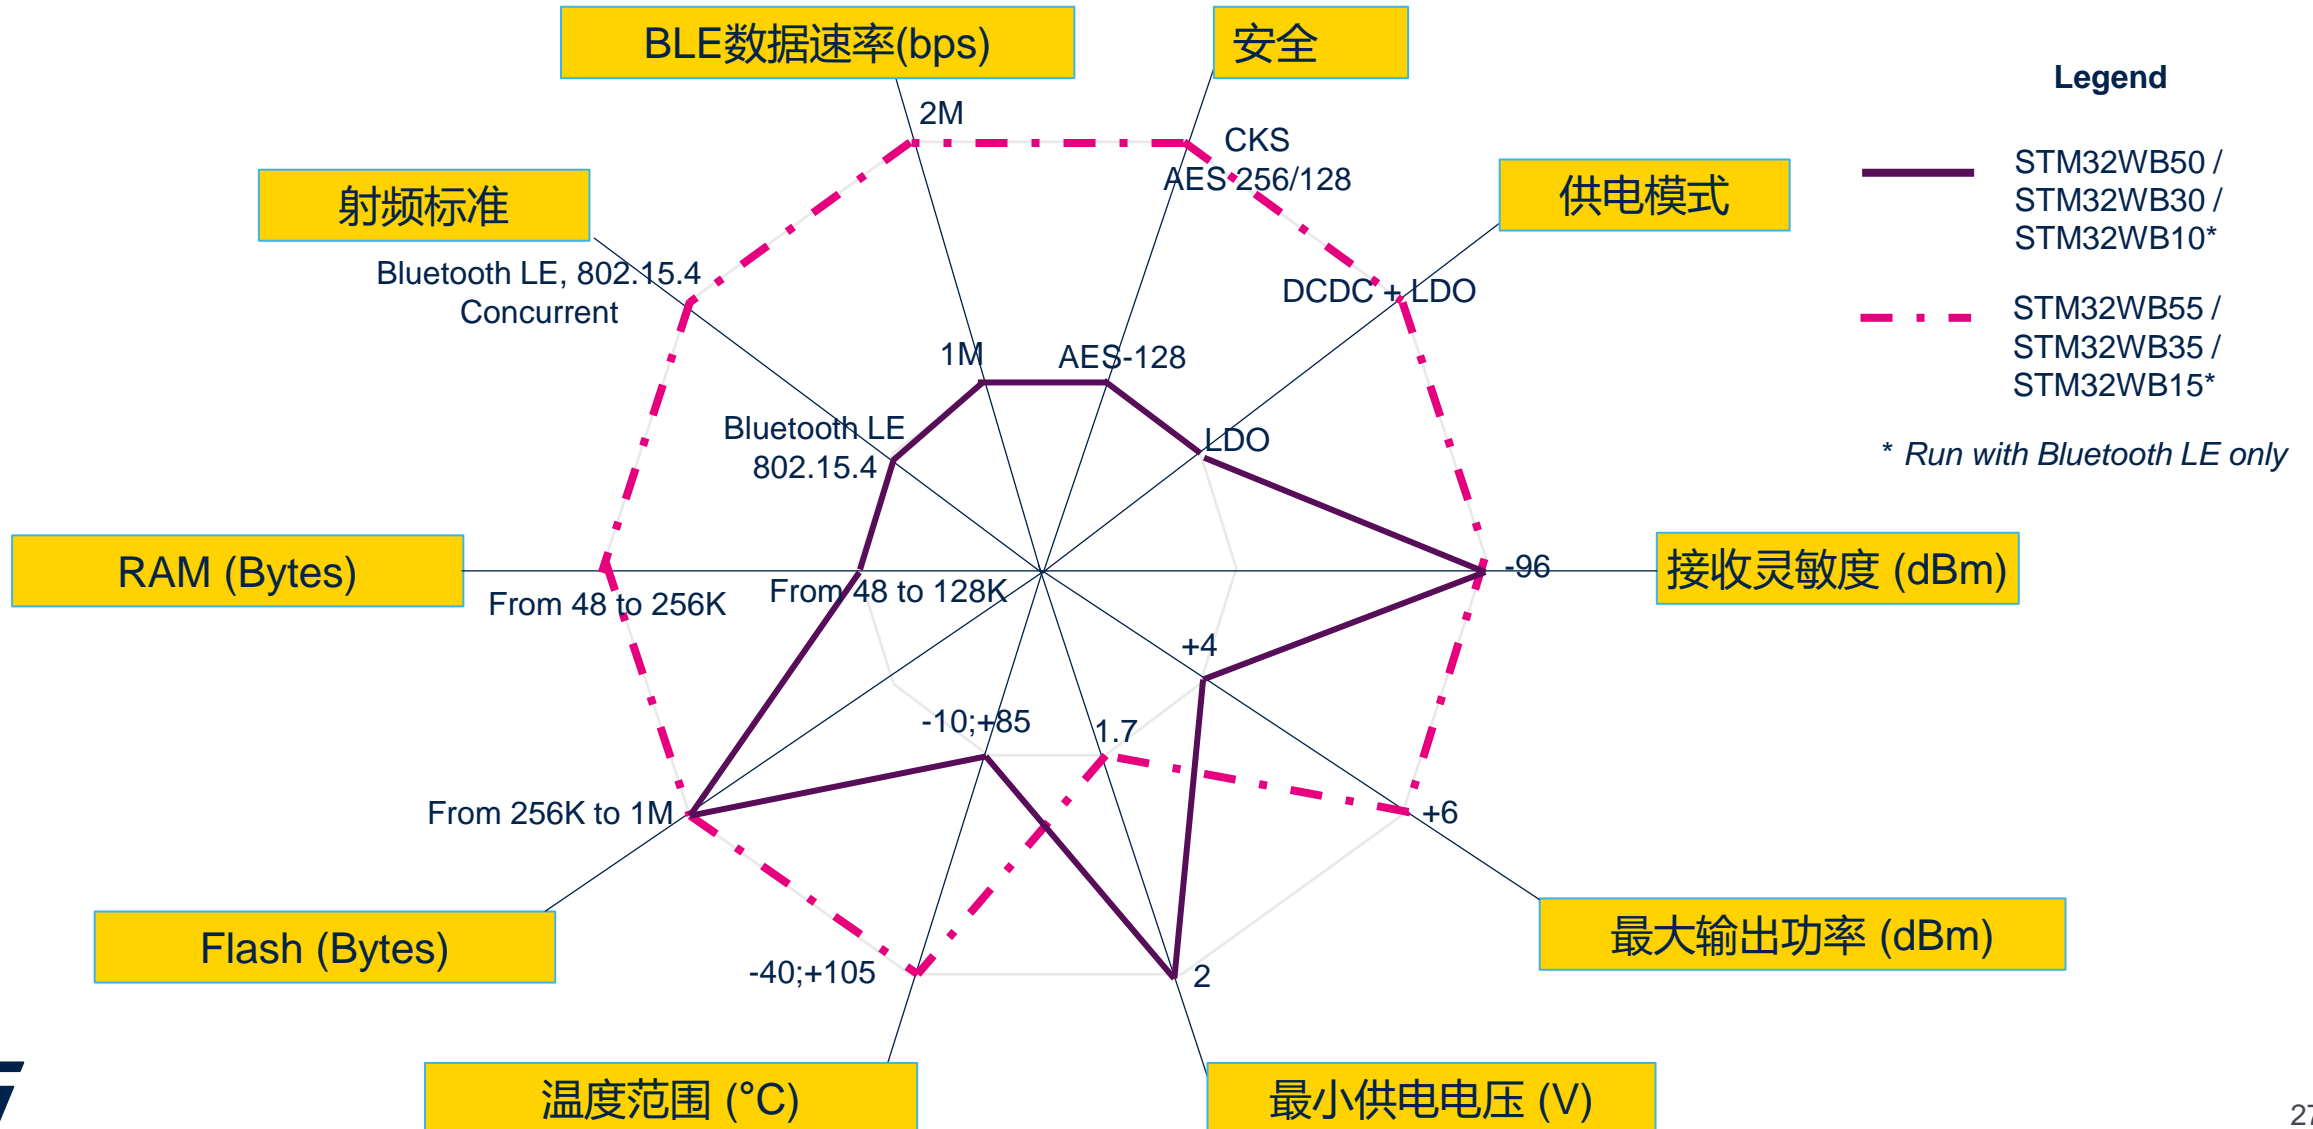 BLE数据速率(bps)
安全
Legend
2M
CKS
AES 256/128
STM32WB50 /
STM32WB30 /
STM32WB10*
射频标准
供电模式
Bluetooth LE, 802.15.4
Concurrent
DCDC + LDO
STM32WB55 /
STM32WB35 /
STM32WB15*
1M
AES-128
Bluetooth LE
802.15.4
LDO
* Run with Bluetooth LE only
RAM (Bytes)
From 48 to 256K
From 48 to 128K
-96
接收灵敏度 (dBm)
+4
-10;+85
1.7
From 256K to 1M
+6
Flash (Bytes)
最大输出功率 (dBm)
-40;+105
2
温度范围 (°C)
最小供电电压 (V)
27